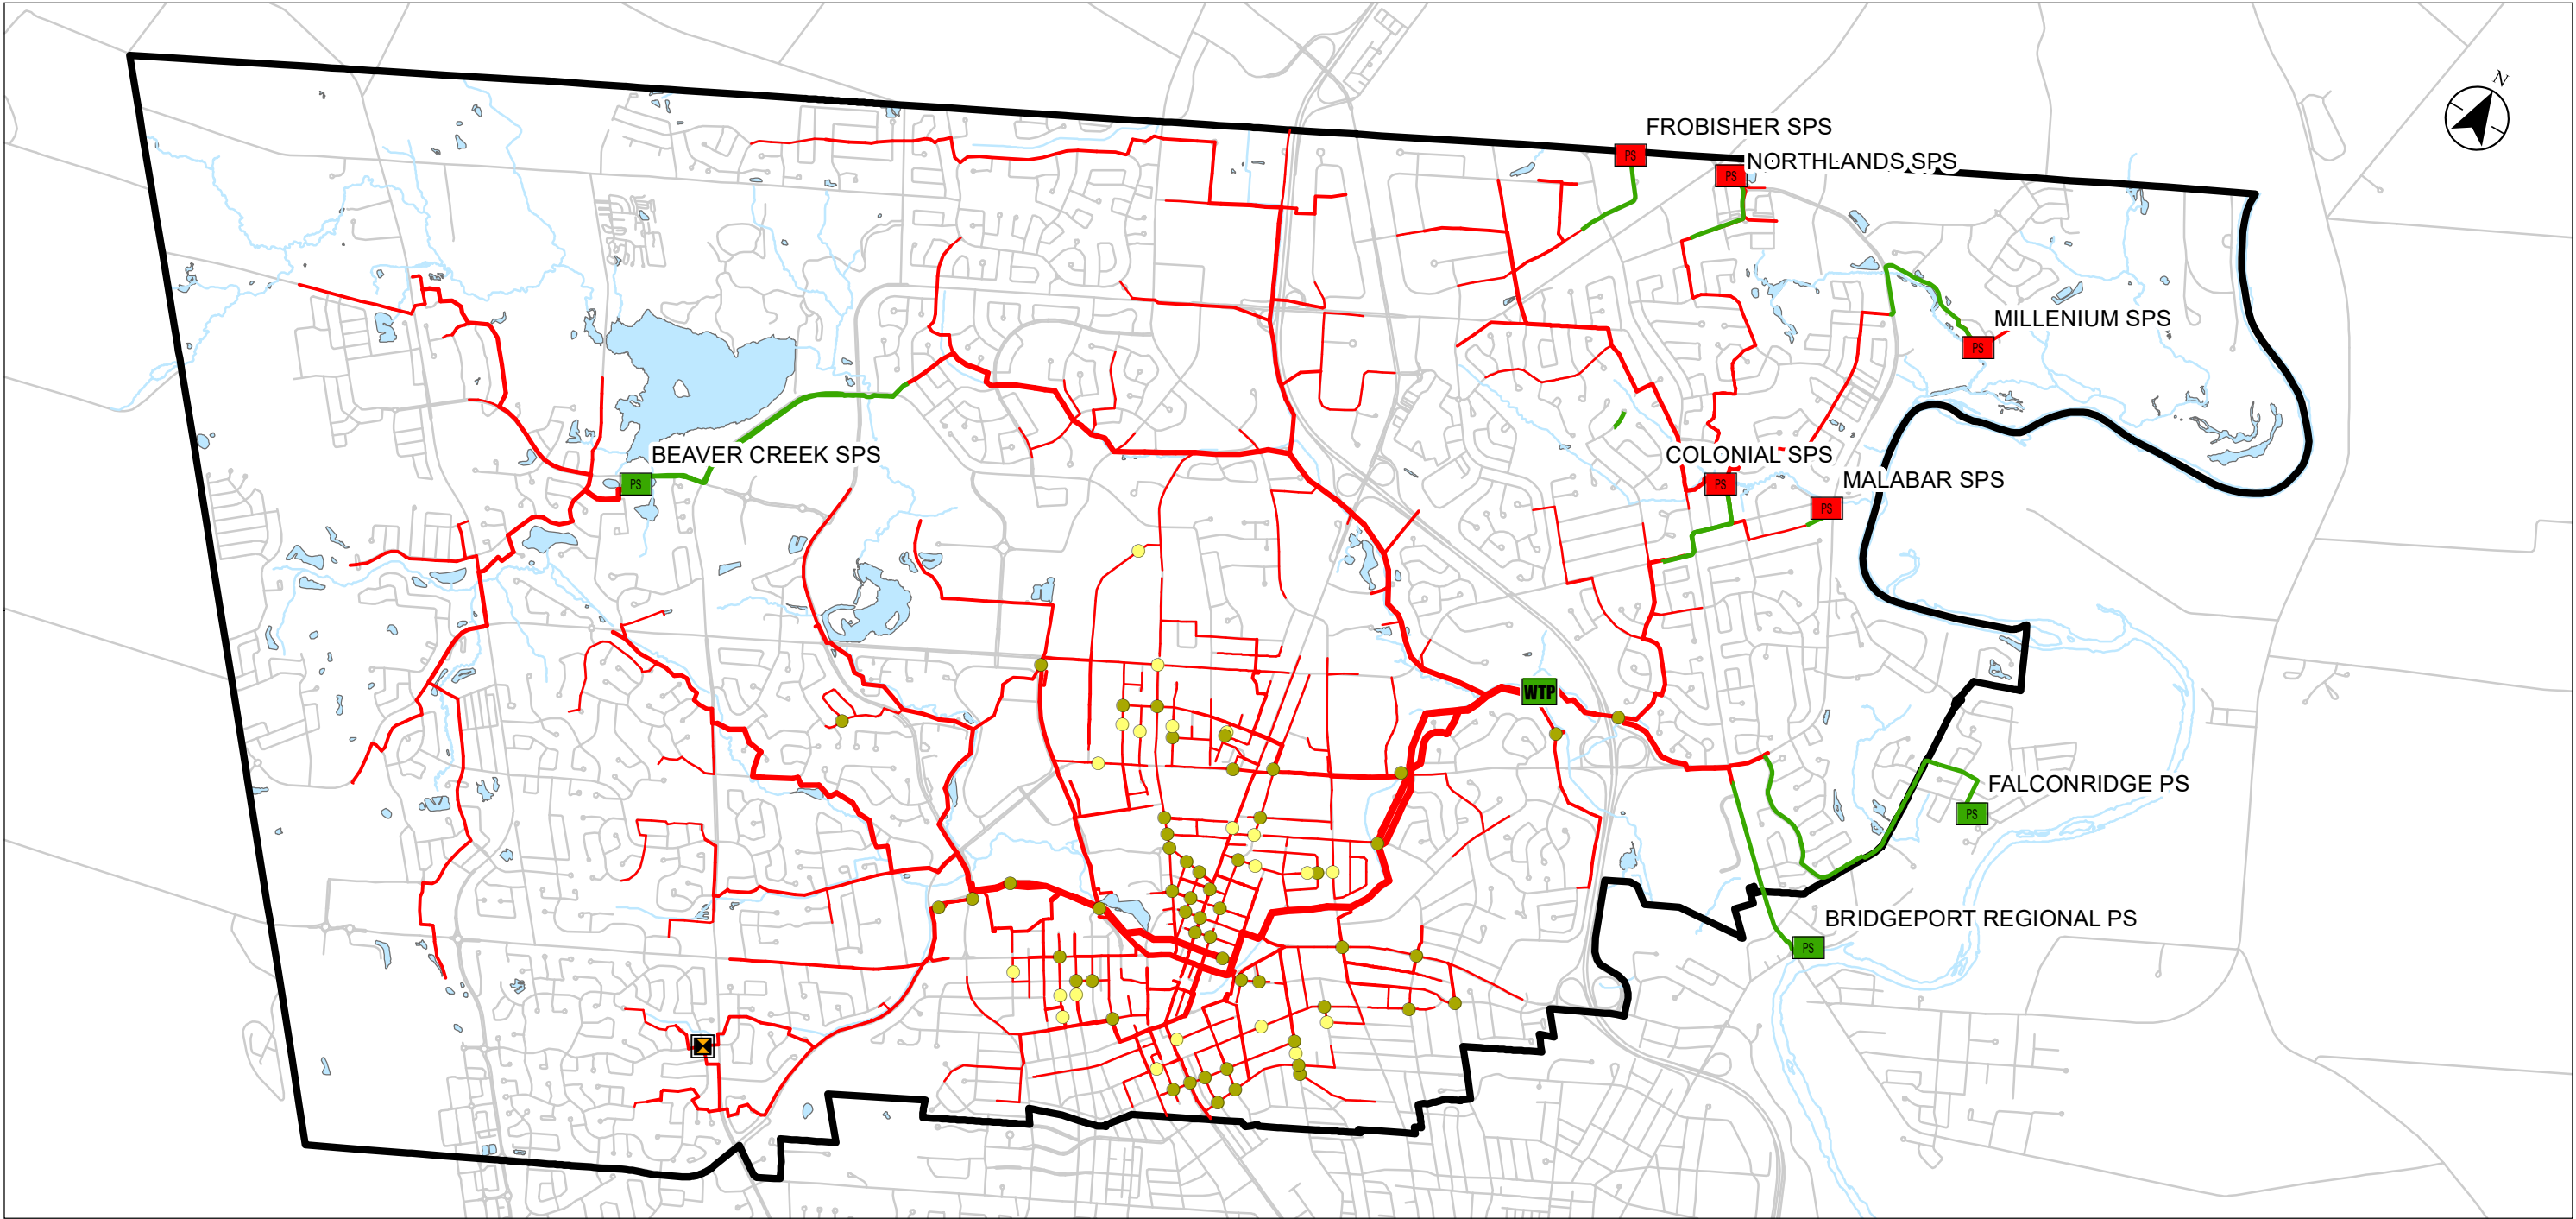 N
FROBISHER SPS
PS
NORTHLANDS SPS
PS
MILLENIUM SPS
PS
BEAVER CREEK SPS
PS
COLONIAL SPS
PS
MALABAR SPS
PS
WTP
FALCONRIDGE PS
PS
BRIDGEPORT REGIONAL PS
PS